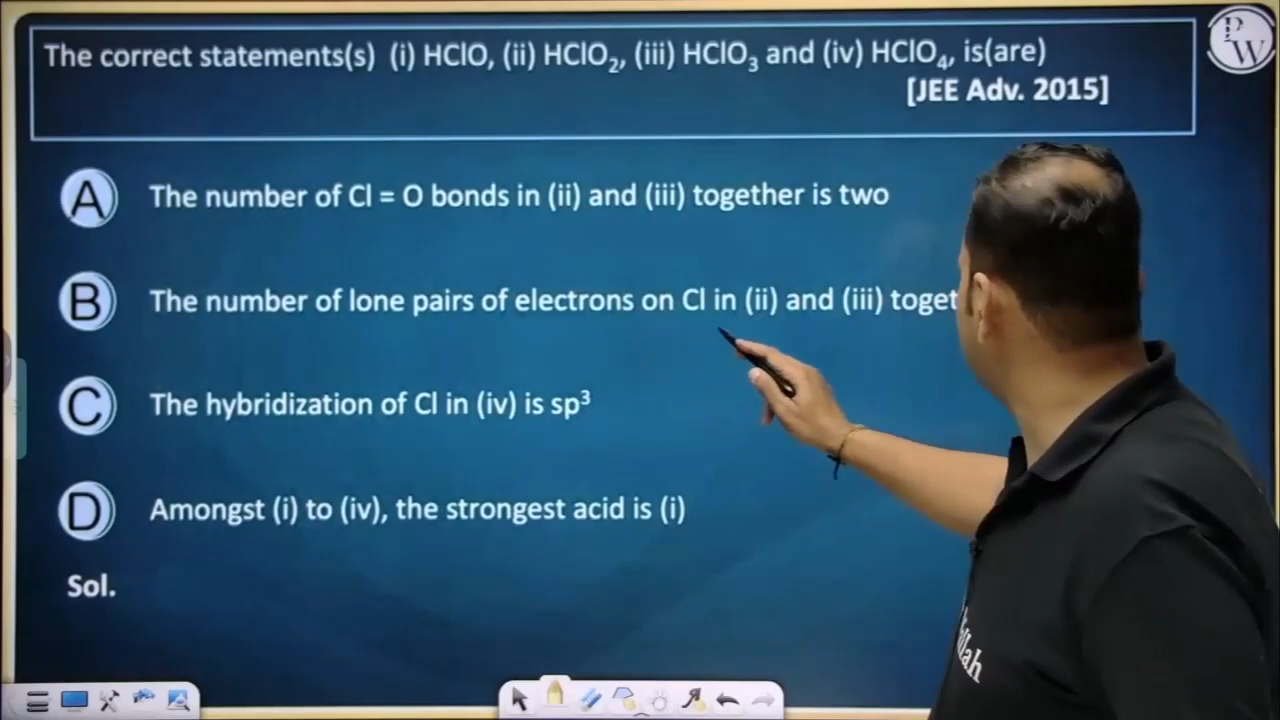 The correct statements(s) (i) HClO, (ii) HClO₂, (iii) HClO₃ and (iv) HClO₄, is(are)
[JEE Adv. 2015]
P
W
A The number of Cl = O bonds in (ii) and (iii) together is two
B The number of lone pairs of electrons on Cl in (ii) and (iii)
C The hybridization of Cl in (iv) is sp³
D Amongst (i) to (iv), the strongest acid is (i)
Sol.